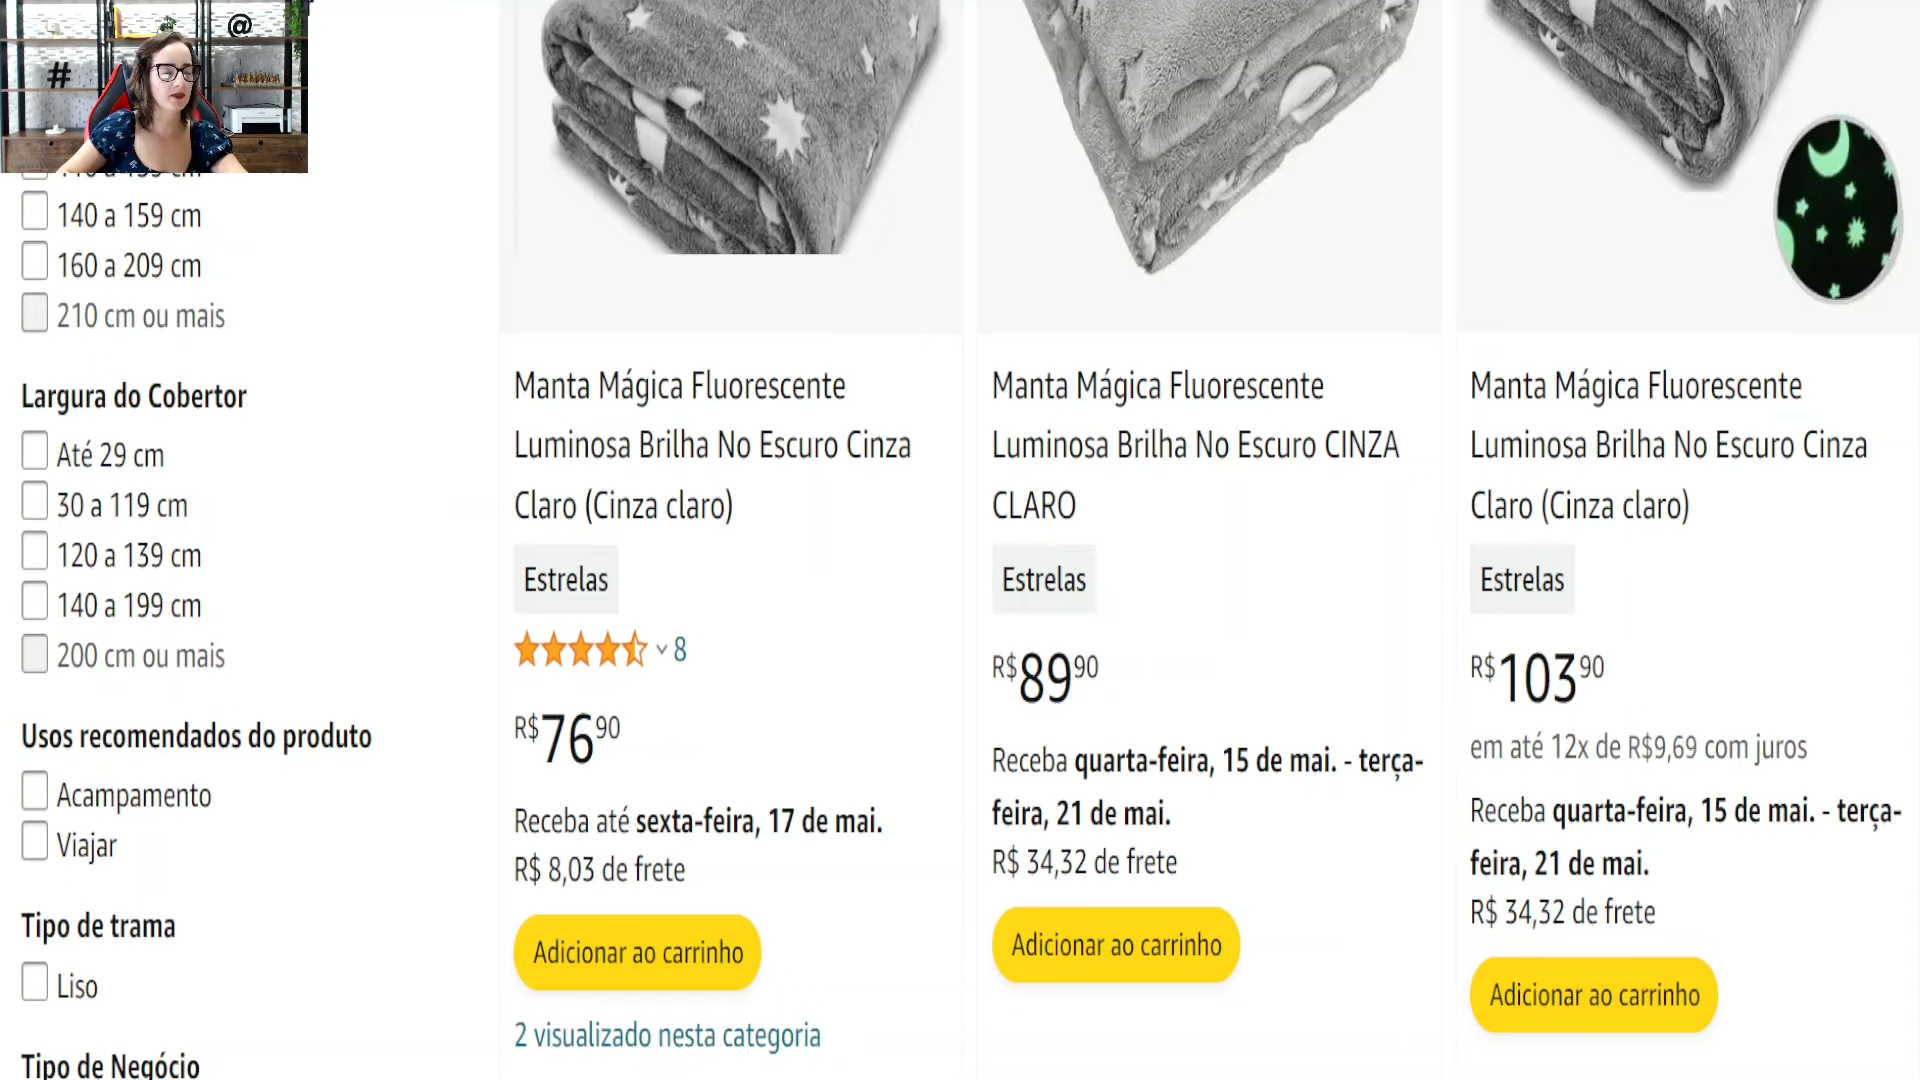 @
#
140 a 159 cm
160 a 209 cm
210 cm ou mais
Largura do Cobertor
Até 29 cm
30 a 119 cm
120 a 139 cm
140 a 199 cm
200 cm ou mais
Usos recomendados do produto
Acampamento
Viajar
Tipo de trama
Liso
Tipo de Negócio
Manta Mágica Fluorescente
Luminosa Brilha No Escuro Cinza
Claro (Cinza claro)
Estrelas
8
R$76 90
Receba até sexta-feira, 17 de mai.
R$ 8,03 de frete
Adicionar ao carrinho
2 visualizado nesta categoria
Manta Mágica Fluorescente
Luminosa Brilha No Escuro CINZA
CLARO
Estrelas
R$89 90
Receba quarta-feira, 15 de mai. - terça-
feira, 21 de mai.
R$ 34,32 de frete
Adicionar ao carrinho
Manta Mágica Fluorescente
Luminosa Brilha No Escuro Cinza
Claro (Cinza claro)
Estrelas
R$103 90
em até 12x de R$9,69 com juros
Receba quarta-feira, 15 de mai. - terça-
feira, 21 de mai.
R$ 34,32 de frete
Adicionar ao carrinho